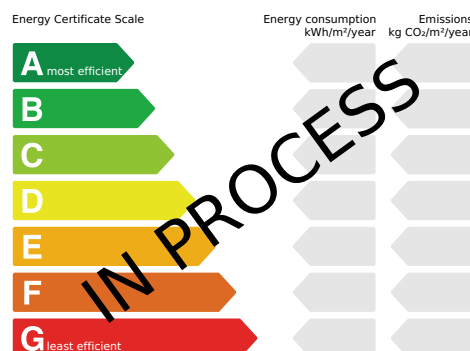 Energy Certificate Scale
Energy consumption
kWh/m²/year
Emissions
kg CO₂/m²/year
A most efficient
B
C
D
E
F
G least efficient
IN PROCESS